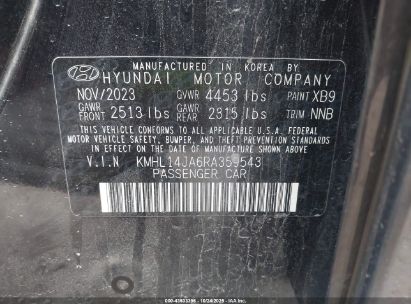 MANUFACTURED IN KOREA BY
HYUNDAI MOTOR COMPANY
NOV/2023 GVWR 4453 lbs PAINT XB9
GAWR FRONT 2513 lbs GAWR REAR 2315 lbs TRIM NNB
THIS VEHICLE CONFORMS TO ALL APPLICABLE U.S.A. FEDERAL
MOTOR VEHICLE SAFETY, BUMPER, AND THEFT PREVENTION
STANDARDS IN EFFECT ON THE DATE OF MANUFACTURE SHOWN ABOVE.
V.I.N KMHL14JA6RA359543
PASSENGER CAR